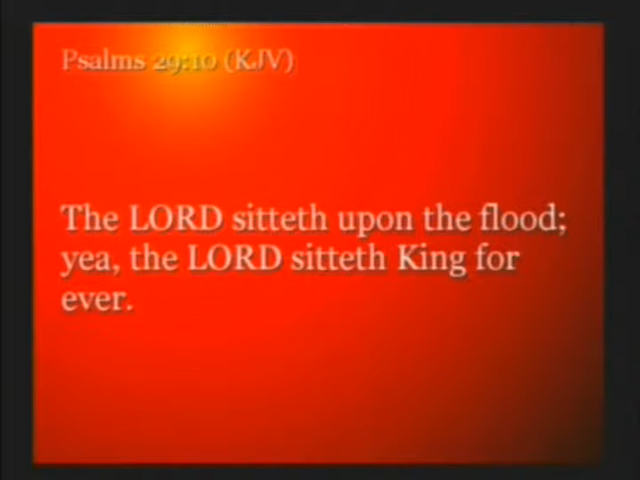 Psalms 29:10 (KJV)
The LORD sitteth upon the flood;
yea, the LORD sitteth King for
ever.